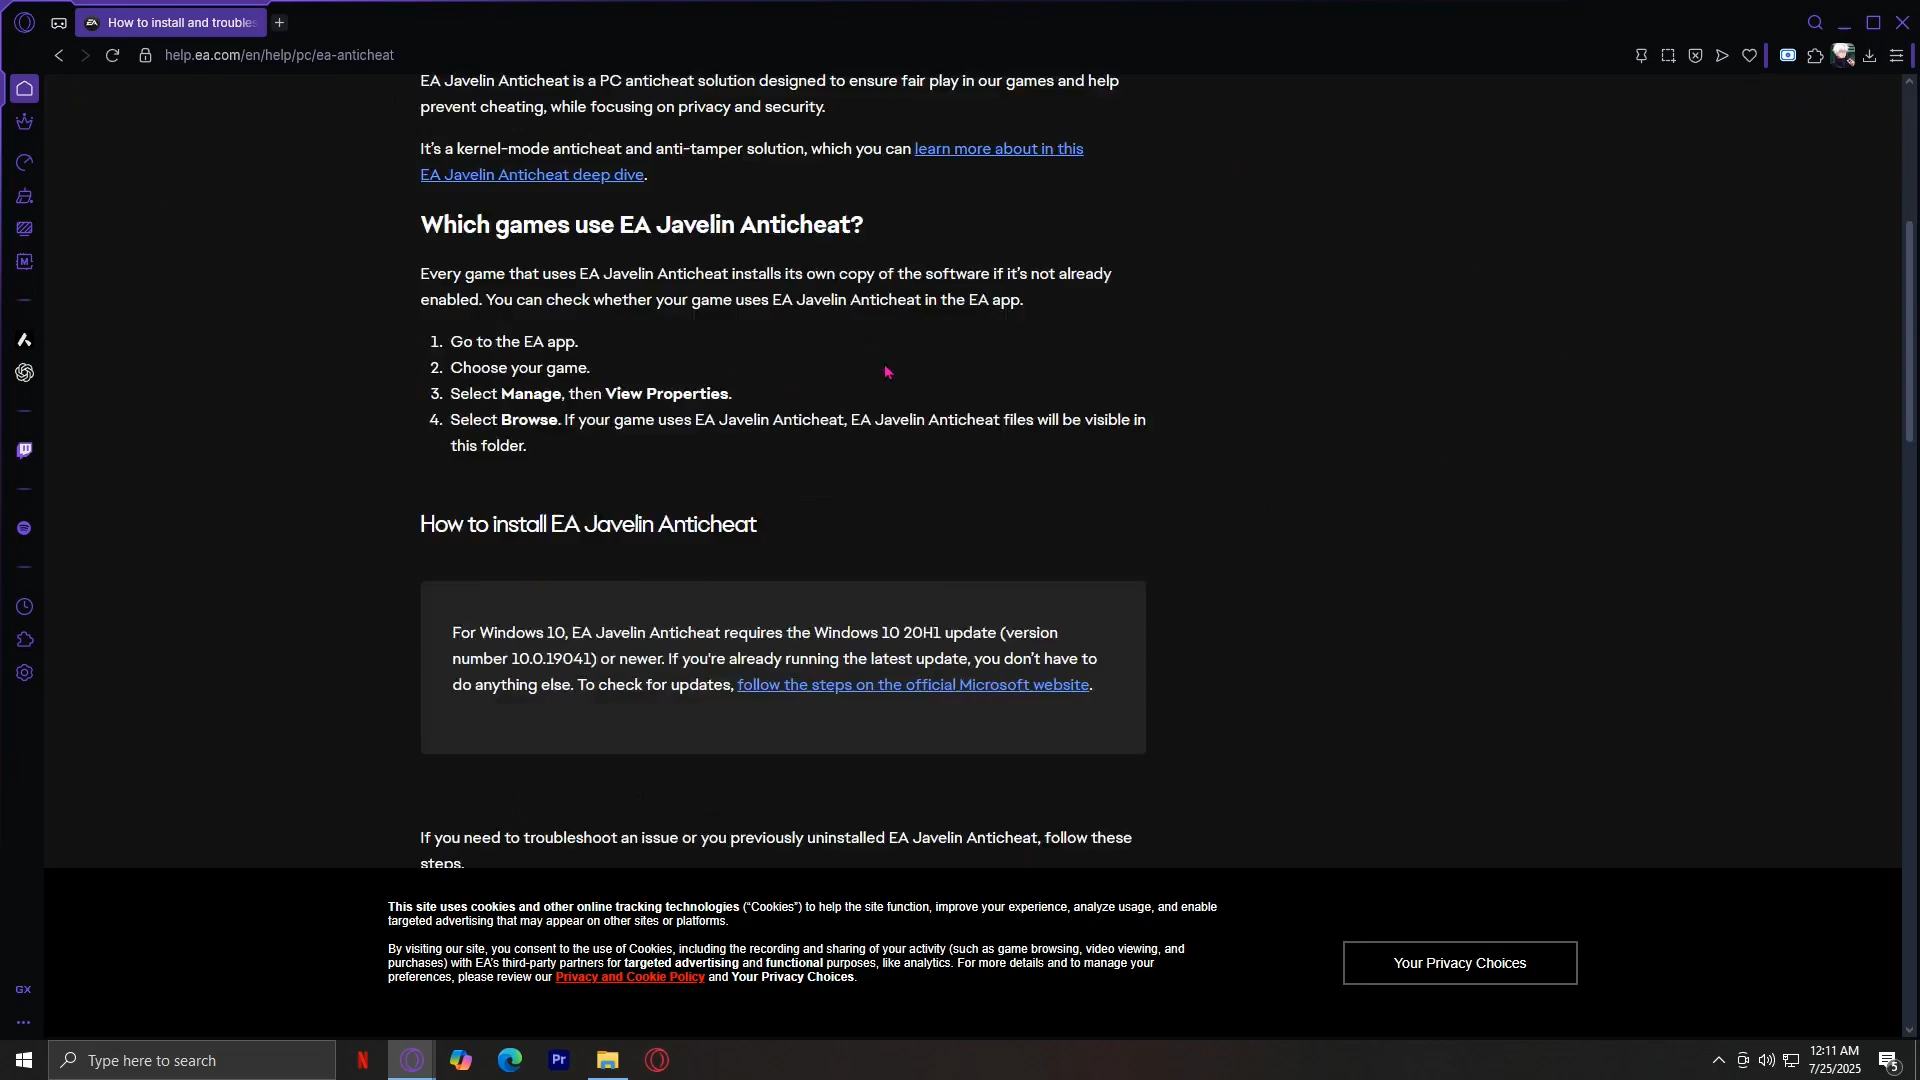 How to install and troubles
help.ea.com/en/help/pc/ea-anticheat
EA Javelin Anticheat is a PC anticheat solution designed to ensure fair play in our games and help
prevent cheating, while focusing on privacy and security.
It's a kernel-mode anticheat and anti-tamper solution, which you can learn more about in this
EA Javelin Anticheat deep dive.
Which games use EA Javelin Anticheat?
Every game that uses EA Javelin Anticheat installs its own copy of the software if it's not already
enabled. You can check whether your game uses EA Javelin Anticheat in the EA app.
1. Go to the EA app.
2. Choose your game.
3. Select Manage, then View Properties.
4. Select Browse. If your game uses EA Javelin Anticheat, EA Javelin Anticheat files will be visible in
this folder.
How to install EA Javelin Anticheat
For Windows 10, EA Javelin Anticheat requires the Windows 10 20H1 update (version
number 10.0.19041) or newer. If you're already running the latest update, you don't have to
do anything else. To check for updates, follow the steps on the official Microsoft website.
If you need to troubleshoot an issue or you previously uninstalled EA Javelin Anticheat, follow these
steps.
This site uses cookies and other online tracking technologies (“Cookies”) to help the site function, improve your experience, analyze usage, and enable
targeted advertising that may appear on other sites or platforms.
By visiting our site, you consent to the use of Cookies, including the recording and sharing of your activity (such as game browsing, video viewing, and
purchases) with EA's third-party partners for targeted advertising and functional purposes, like analytics. For more details and to manage your
preferences, please review our Privacy and Cookie Policy and Your Privacy Choices.
Your Privacy Choices
GX
Type here to search
N
Pr
12:11 AM
7/25/2025
5